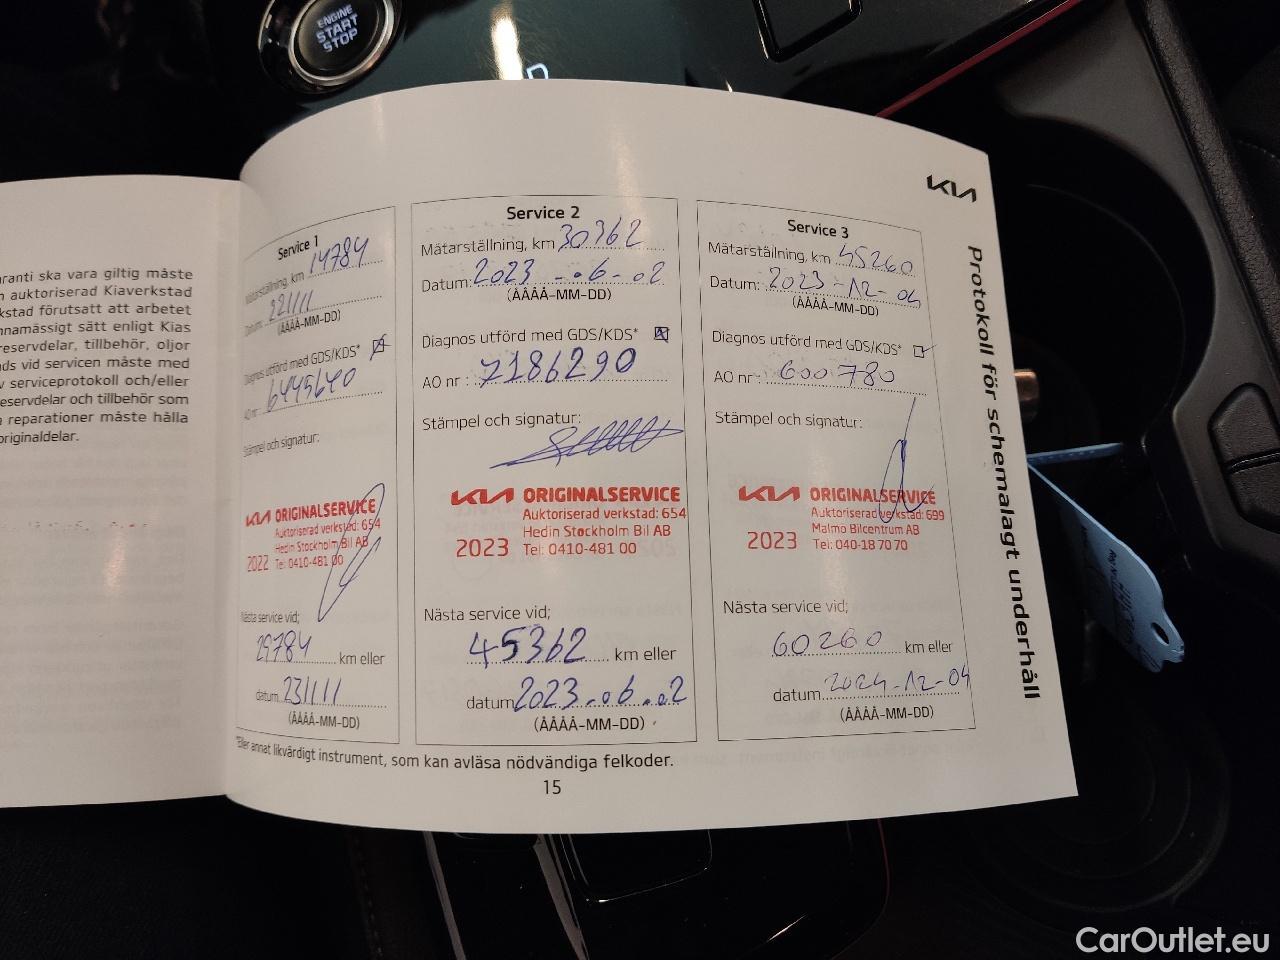 ENGINE
START
STOP
KIA
Protokoll för schemalagt underhåll
ranti ska vara giltig måste
auktoriserad Kiaverkstad
kstad förutsatt att arbetet
nnamässigt sätt enligt Kias
reservdelar, tillbehör, oljor
nds vid servicen måste med
v serviceprotokoll och/eller
eservdelar och tillbehör som
a reparationer måste hålla
originaldelar.
Service 1
Mätarställning, km 14784
Datum: 221111
(ÅÅÅÅ-MM-DD)
Diagnos utförd med GDS/KDS*
AO nr 6445640
Stämpel och signatur:
KIA ORIGINALSERVICE
Auktoriserad verkstad: 654
Hedin Stockholm Bil AB
2022 Tel: 0410-481 00
Nästa service vid;
29784 km eller
datum 231111
(ÅÅÅÅ-MM-DD)
Service 2
Mätarställning, km 30362
Datum: 2023-06-02
(ÅÅÅÅ-MM-DD)
Diagnos utförd med GDS/KDS*
AO nr : 7186290
Stämpel och signatur:
KIA ORIGINALSERVICE
Auktoriserad verkstad: 654
Hedin Stockholm Bil AB
2023 Tel: 0410-481 00
Nästa service vid;
45362 km eller
datum 2023-06-02
(ÅÅÅÅ-MM-DD)
Service 3
Mätarställning, km 45260
Datum: 2023-12-04
(ÅÅÅÅ-MM-DD)
Diagnos utförd med GDS/KDS*
AO nr : 600780
Stämpel och signatur:
KIA ORIGINALSERVICE
Auktoriserad verkstad: 699
Malmo Bilcentrum AB
2023 Tel: 040-18 70 70
Nästa service vid;
60260 km eller
datum 2024-12-04
(ÅÅÅÅ-MM-DD)
*Eller annat likvärdigt instrument, som kan avläsa nödvändiga felkoder.
15
CarOutlet.eu